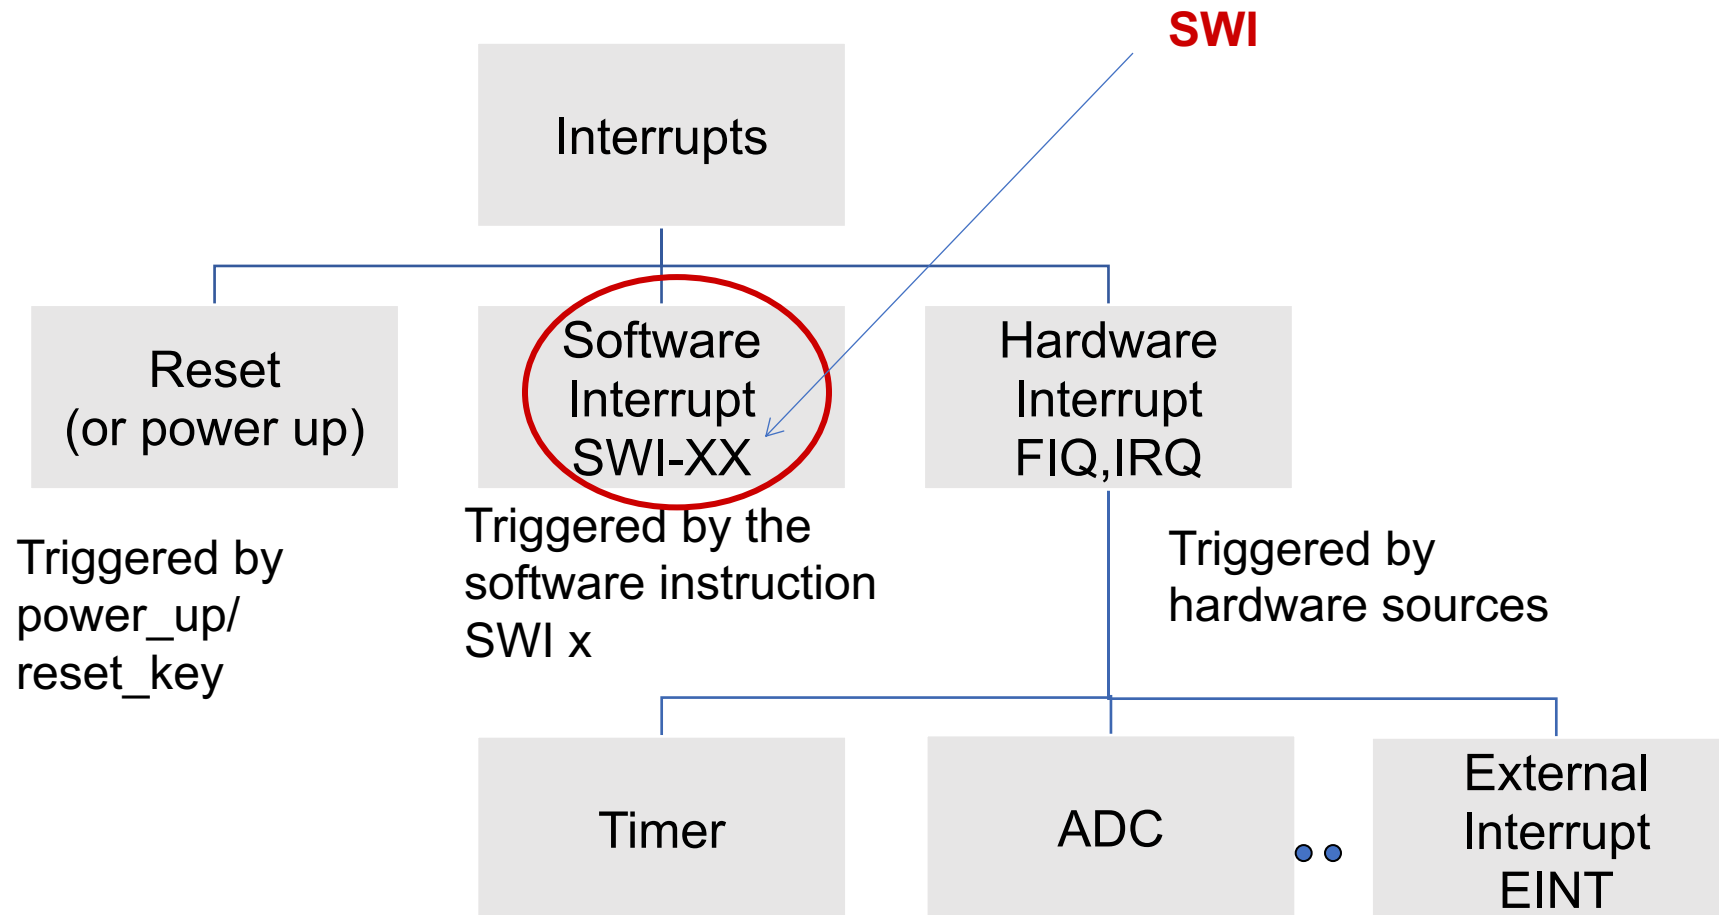 SWI
Interrupts
Reset
(or power up)
Software
Interrupt
SWI-XX
Hardware
Interrupt
FIQ,IRQ
Triggered by
power_up/
reset_key
Triggered by the
software instruction
SWI x
Triggered by
hardware sources
Timer
ADC
External
Interrupt
EINT